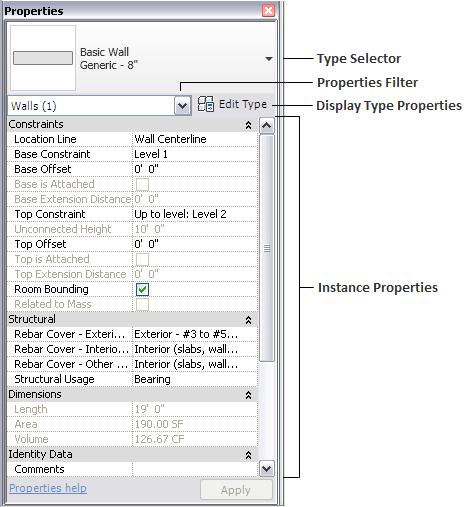 Properties
Basic Wall
Generic - 8"
Type Selector
Properties Filter
Walls (1)
Edit Type
Display Type Properties
Constraints
Location Line Wall Centerline
Base Constraint Level 1
Base Offset 0' 0"
Base is Attached
Base Extension Distance 0' 0"
Top Constraint Up to level: Level 2
Unconnected Height 10' 0"
Top Offset 0' 0"
Top is Attached
Top Extension Distance 0' 0"
Room Bounding
Related to Mass
Instance Properties
Structural
Rebar Cover - Exteri... Exterior - #3 to #5...
Rebar Cover - Interio... Interior (slabs, wall...
Rebar Cover - Other ... Interior (slabs, wall...
Structural Usage Bearing
Dimensions
Length 19' 0"
Area 190.00 SF
Volume 126.67 CF
Identity Data
Comments
Properties help
Apply